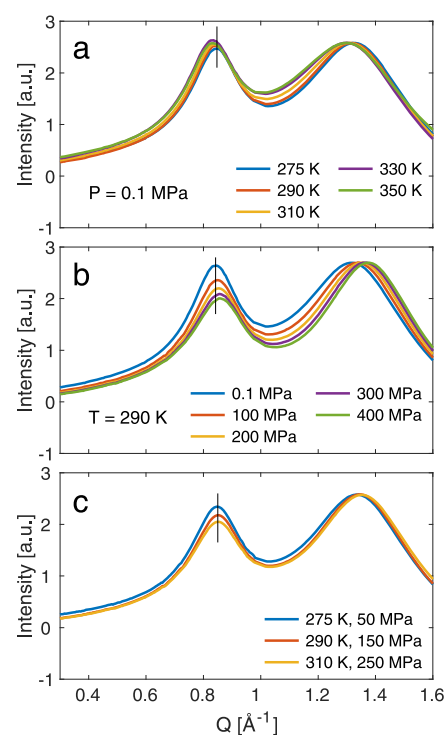 a
3
2
1
0
-1
Intensity [a.u.]
P = 0.1 MPa
275 K
330 K
290 K
350 K
310 K
b
3
2
1
0
-1
Intensity [a.u.]
T = 290 K
0.1 MPa
300 MPa
100 MPa
400 MPa
200 MPa
c
3
2
1
0
-1
Intensity [a.u.]
275 K, 50 MPa
290 K, 150 MPa
310 K, 250 MPa
0.4 0.6 0.8 1 1.2 1.4 1.6
Q [Å⁻¹]